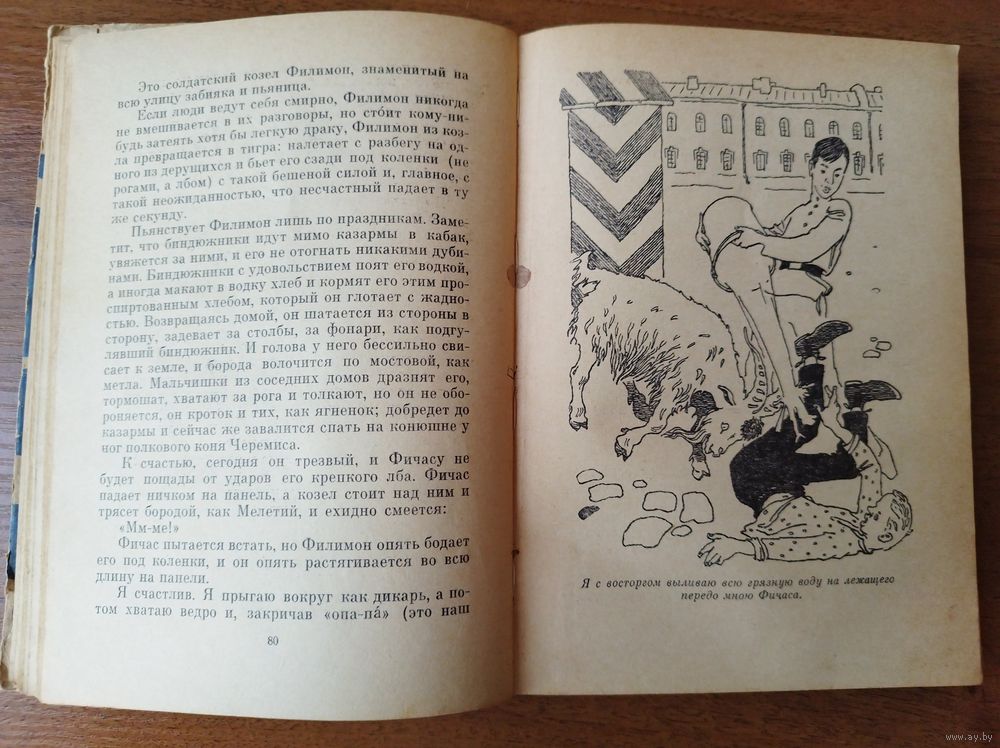 Это солдатский козел Филимон, знаменитый на
всю улицу забияка и пьяница.
Если люди ведут себя смирно, Филимон никогда
не вмешивается в их разговоры, но сто́ит кому-ни-
будь затеять хотя бы легкую драку, Филимон из коз-
ла превращается в тигра: налетает с разбегу на од-
ного из дерущихся и бьет его сзади под коленки (не
рогами, а лбом) с такой бешеной силой и, главное, с
такой неожиданностью, что несчастный падает в ту
же секунду.
Пьянствует Филимон лишь по праздникам. Заме-
тит, что биндюжники идут мимо казармы в кабак,
увяжется за ними, и его не отогнать никакими дуби-
нами. Биндюжники с удовольствием поят его водкой,
а иногда макают в водку хлеб и кормят его этим про-
спиртованным хлебом, который он глотает с жадно-
стью. Возвращаясь домой, он шатается из стороны в
сторону, задевает за столбы, за фонари, как подгу-
лявший биндюжник. И голова у него бессильно сви-
сает к земле, и борода волочится по мостовой, как
метла. Мальчишки из соседних домов дразнят его,
тормошат, хватают за рога и толкают, но он не обо-
роняется, он кроток и тих, как ягненок; добредет до
казармы и сейчас же завалится спать на конюшне у
ног полкового коня Черемиса.
К счастью, сегодня он трезвый, и Фичасу не
будет пощады от ударов его крепкого лба. Фичас
падает ничком на панель, а козел стоит над ним и
трясет бородой, как Мелетий, и ехидно смеется:
«Мм-ме!»
Фичас пытается встать, но Филимон опять бодает
его под коленки, и он опять растягивается во всю
длину на панели.
Я счастлив. Я прыгаю вокруг как дикарь, а по-
том хватаю ведро и, закричав «опа-па́» (это наш
80
Я с восторгом выливаю всю грязную воду на лежащего
передо мною Фичаса.
www.ay.by